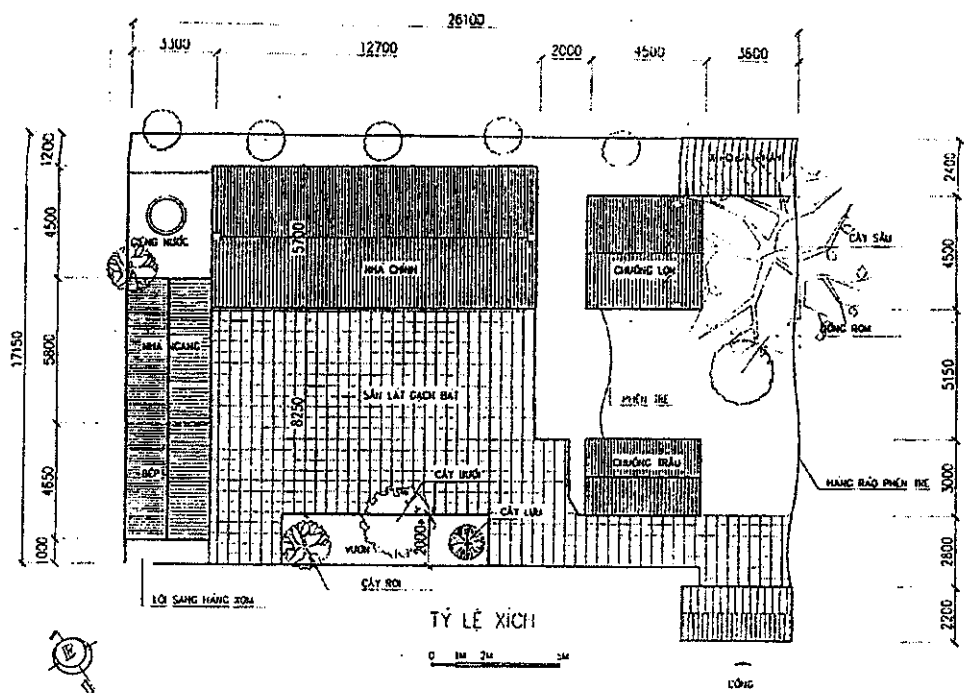 26100
3300
12700
2000
4500
3600
17150
1200
4500
5800
4650
1000
2400
4500
5150
3000
2800
2200
GIẾNG NƯỚC
5700
NHÀ CHÍNH
CHUỒNG LỢN
CÂY SẤU
ĐỐNG RƠM
NHÀ NGANG
SÂN LÁT GẠCH BÁT
8250
PHÊN TRE
BẾP
CÂY BƯỞI
CHUỒNG TRÂU
HÀNG RÀO PHÊN TRE
CÂY LỰU
VƯỜN
2000
CÂY ROI
LỐI SANG HÀNG XÓM
TỶ LỆ XÍCH
0 1M 2M 5M
CỔNG